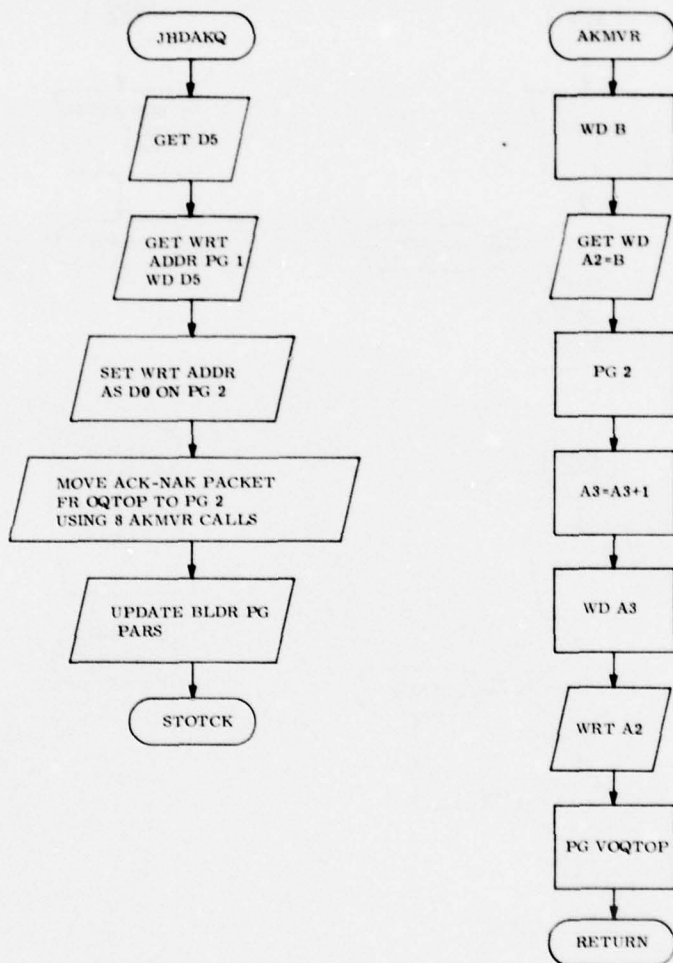 JHDAKQ
GET D5
GET WRT
ADDR PG 1
WD D5
SET WRT ADDR
AS D0 ON PG 2
MOVE ACK-NAK PACKET
FR OQTOP TO PG 2
USING 8 AKMVR CALLS
UPDATE BLDR PG
PARS
STOTCK
AKMVR
WD B
GET WD
A2=B
PG 2
A3=A3+1
WD A3
WRT A2
PG VOQTOP
RETURN